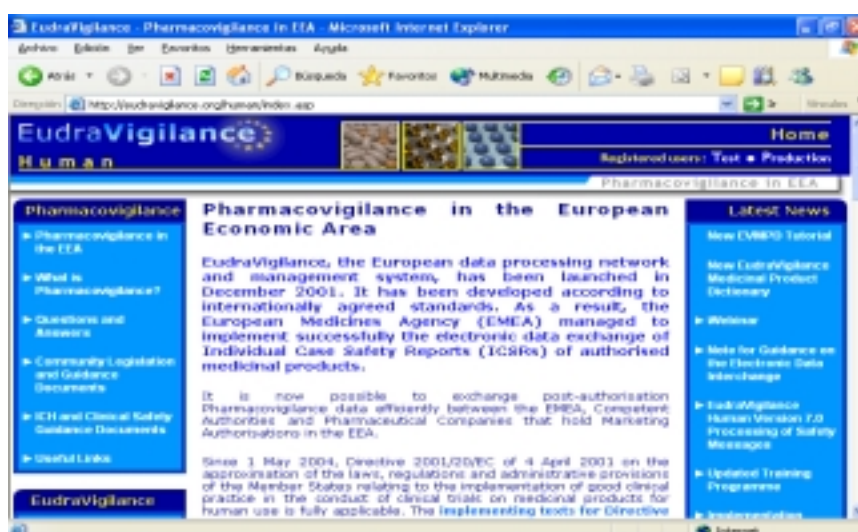 EudraVigilance - Pharmacovigilance in EEA - Microsoft Internet Explorer
Archivo Edición Ver Favoritos Herramientas Ayuda
Atrás Búsqueda Favoritos Multimedia
Dirección http://eudravigilance.org/human/index.asp Ir Vínculos
EudraVigilance
Human
Home
Registered users: Test • Production
Pharmacovigilance in EEA
Pharmacovigilance
Pharmacovigilance in
the EEA
What is
Pharmacovigilance?
Questions and
Answers
Community Legislation
and Guidance
Documents
ICH and Clinical Safety
Guidance Documents
Useful Links
EudraVigilance
Pharmacovigilance in the European
Economic Area
EudraVigilance, the European data processing network
and management system, has been launched in
December 2001. It has been developed according to
internationally agreed standards. As a result, the
European Medicines Agency (EMEA) managed to
implement successfully the electronic data exchange of
Individual Case Safety Reports (ICSRs) of authorised
medicinal products.
It is now possible to exchange post-authorisation
Pharmacovigilance data efficiently between the EMEA, Competent
Authorities and Pharmaceutical Companies that hold Marketing
Authorisations in the EEA.
Since 1 May 2004, Directive 2001/20/EC of 4 April 2001 on the
approximation of the laws, regulations and administrative provisions
of the Member States relating to the implementation of good clinical
practice in the conduct of clinical trials on medicinal products for
human use is fully applicable. The implementing texts for Directive
Latest News
New EVMPD Tutorial
New EudraVigilance
Medicinal Product
Dictionary
Webinar
Note for Guidance on
the Electronic Data
Interchange
EudraVigilance
Human Version 7.0
Processing of Safety
Messages
Updated Training
Programme
Implementation
Internet